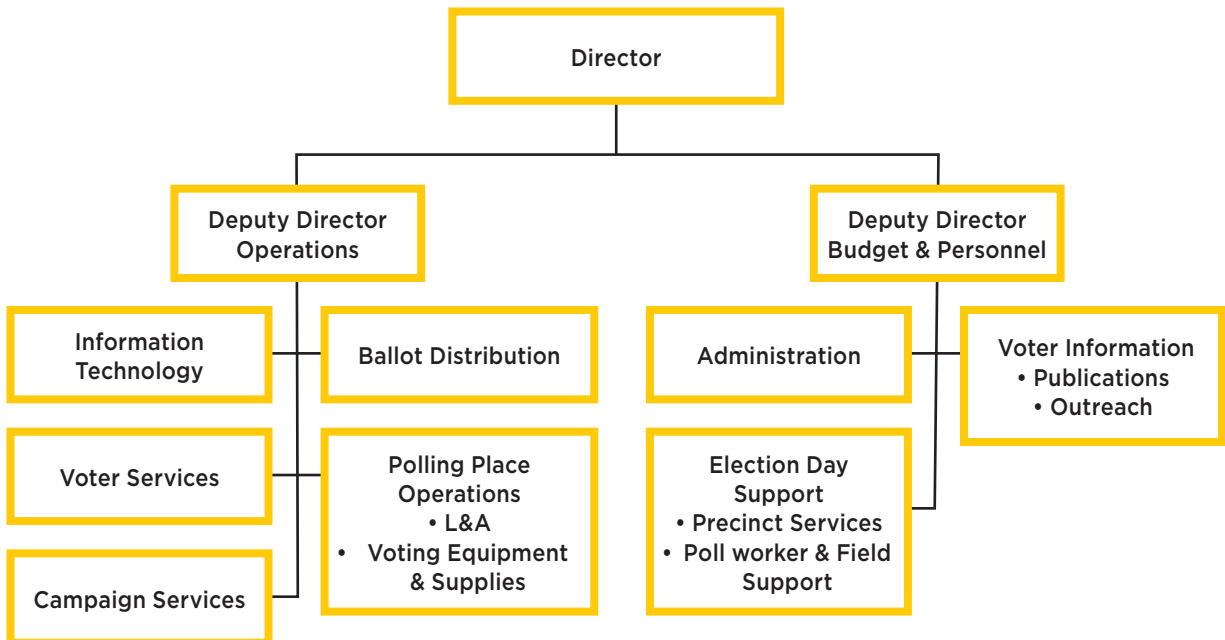 Director
Deputy Director
Operations
Deputy Director
Budget & Personnel
Information
Technology
Ballot Distribution
Administration
Voter Information
• Publications
• Outreach
Voter Services
Polling Place
Operations
• L&A
• Voting Equipment
& Supplies
Election Day
Support
• Precinct Services
• Poll worker & Field
Support
Campaign Services